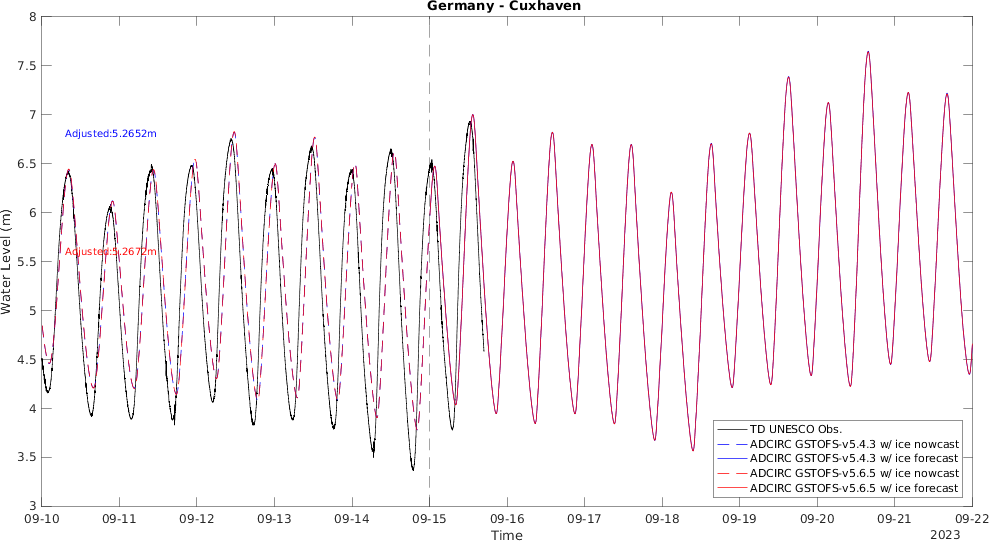 Germany - Cuxhaven
8
7.5
7
6.5
6
5.5
5
4.5
4
3.5
3
Water Level (m)
Adjusted:5.2652m
Adjusted:5.2672m
TD UNESCO Obs.
ADCIRC GSTOFS-v5.4.3 w/ ice nowcast
ADCIRC GSTOFS-v5.4.3 w/ ice forecast
ADCIRC GSTOFS-v5.6.5 w/ ice nowcast
ADCIRC GSTOFS-v5.6.5 w/ ice forecast
09-10 09-11 09-12 09-13 09-14 09-15 09-16 09-17 09-18 09-19 09-20 09-21 09-22
Time
2023